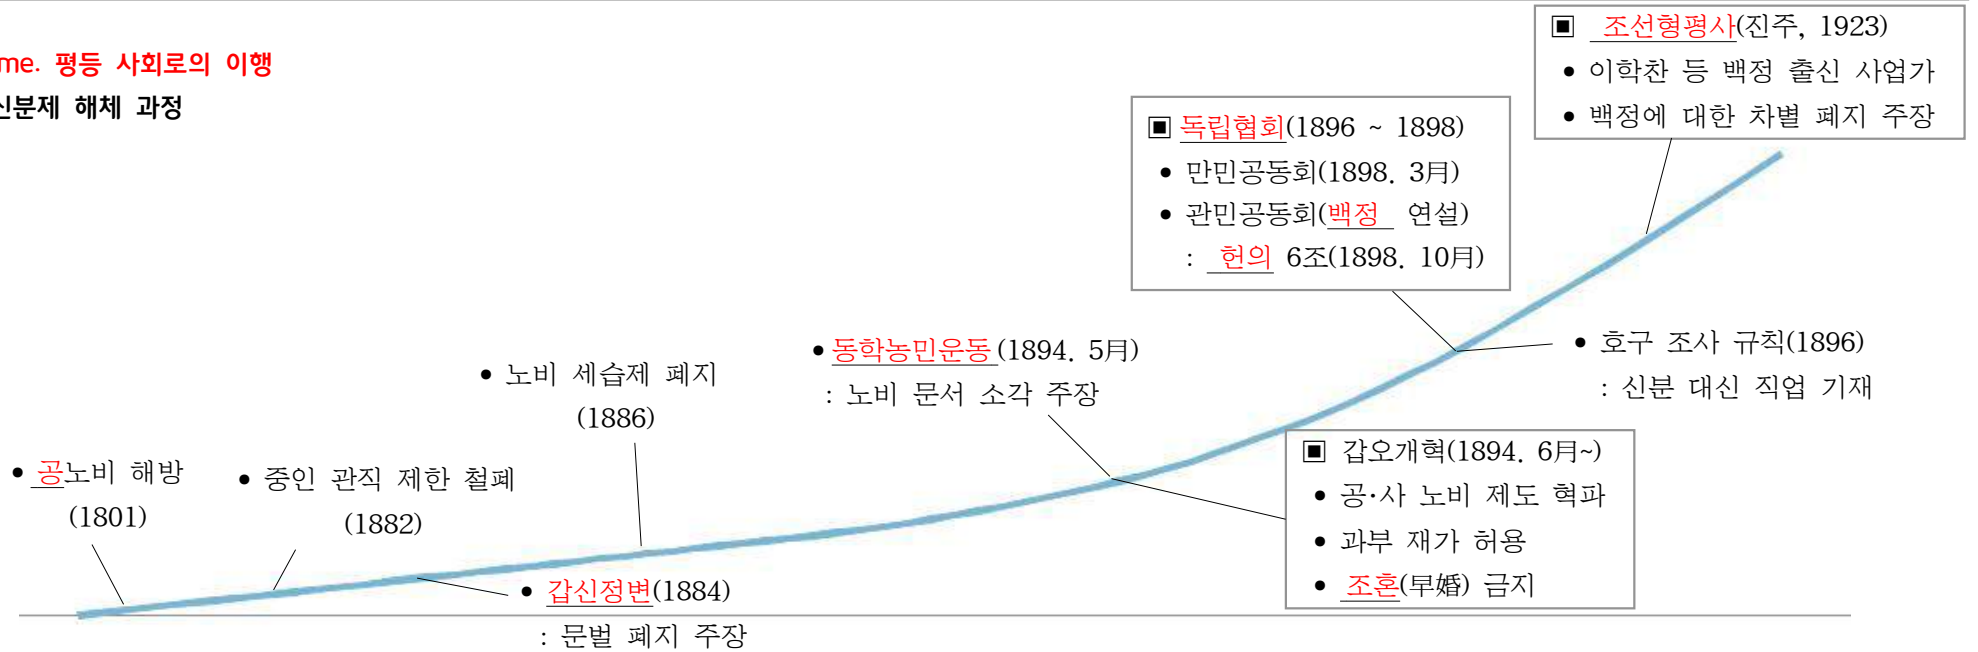 me. 평등 사회로의 이행
신분제 해체 과정
• 공노비 해방
(1801)
• 중인 관직 제한 철폐
(1882)
• 갑신정변(1884)
: 문벌 폐지 주장
• 노비 세습제 폐지
(1886)
• 동학농민운동(1894. 5月)
: 노비 문서 소각 주장
▣ 갑오개혁(1894. 6月~)
• 공·사 노비 제도 혁파
• 과부 재가 허용
• 조혼(早婚) 금지
▣ 독립협회(1896 ~ 1898)
• 만민공동회(1898. 3月)
• 관민공동회(백정 연설)
: 헌의 6조(1898. 10月)
• 호구 조사 규칙(1896)
: 신분 대신 직업 기재
▣ 조선형평사(진주, 1923)
• 이학찬 등 백정 출신 사업가
• 백정에 대한 차별 폐지 주장